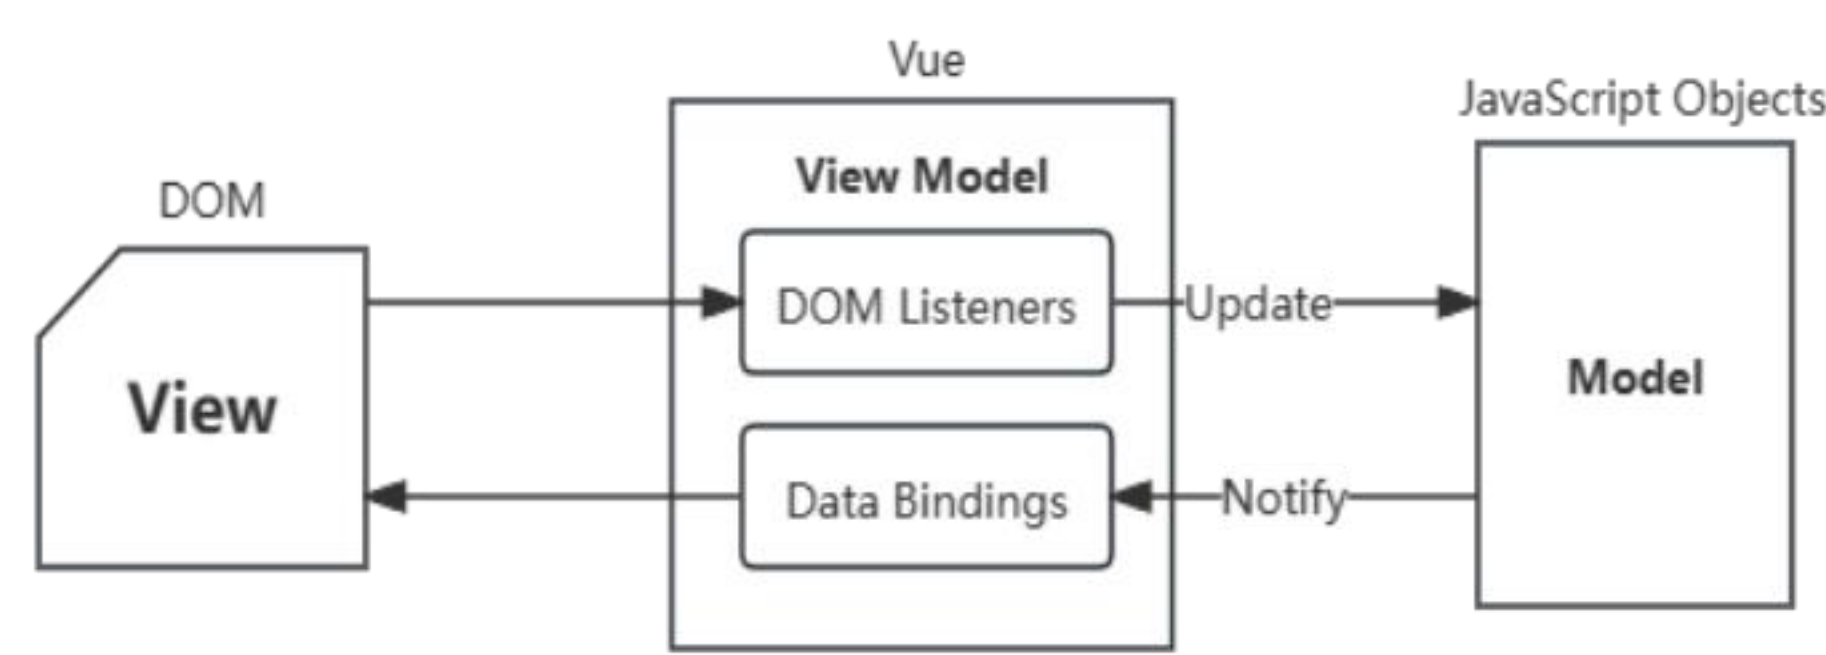 Vue
JavaScript Objects
DOM
View Model
DOM Listeners
Update
View
Model
Data Bindings
Notify